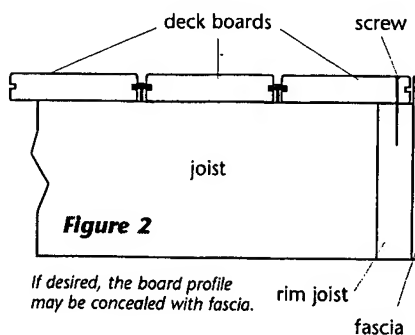 deck boards
screw
joist
Figure 2
If desired, the board profile
may be concealed with fascia.
rim joist
fascia